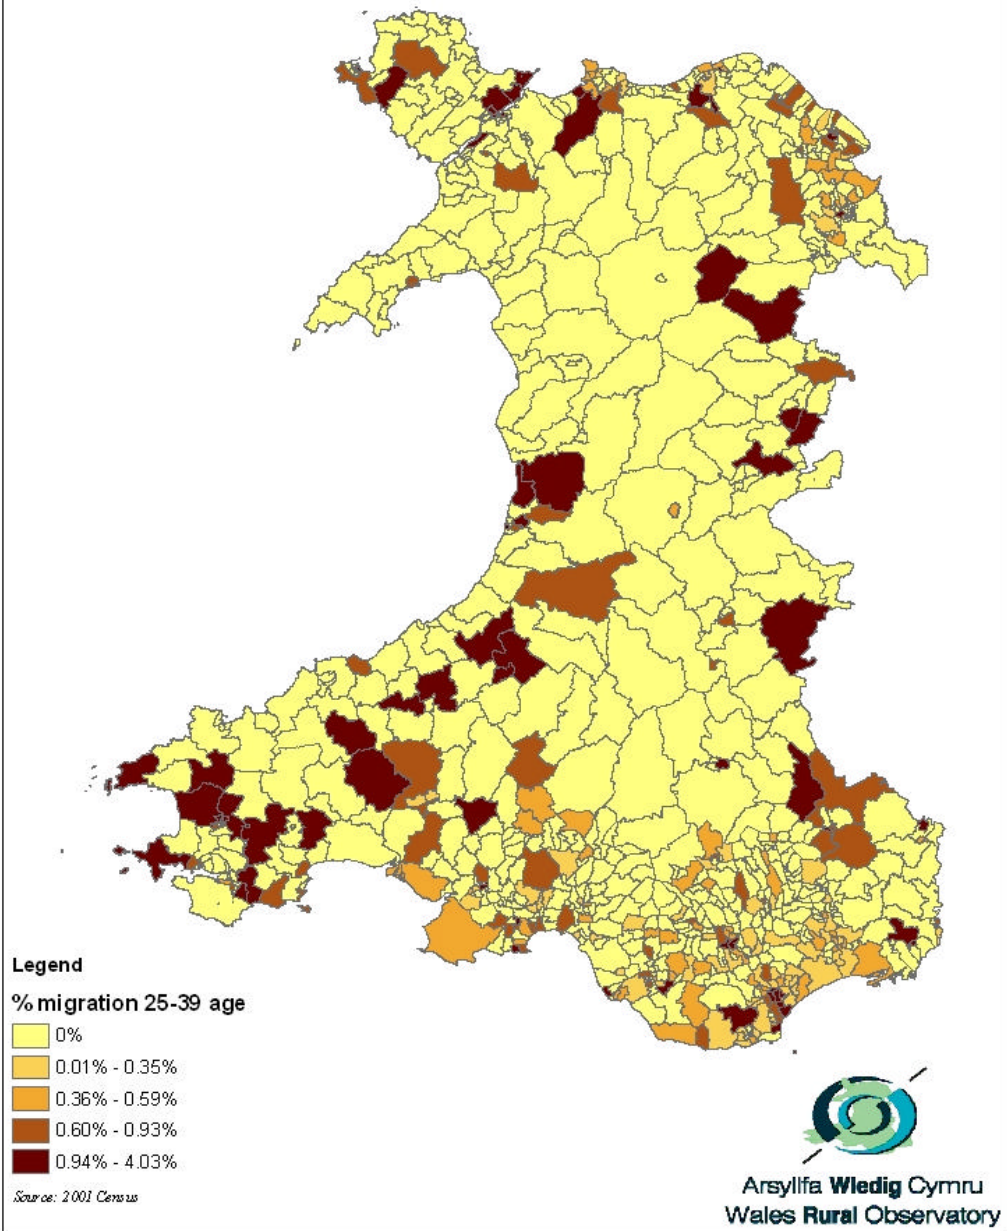 Legend
% migration 25-39 age
0%
0.01% - 0.35%
0.36% - 0.59%
0.60% - 0.93%
0.94% - 4.03%
Source: 2001 Census
Arsyllfa Wledig Cymru
Wales Rural Observatory